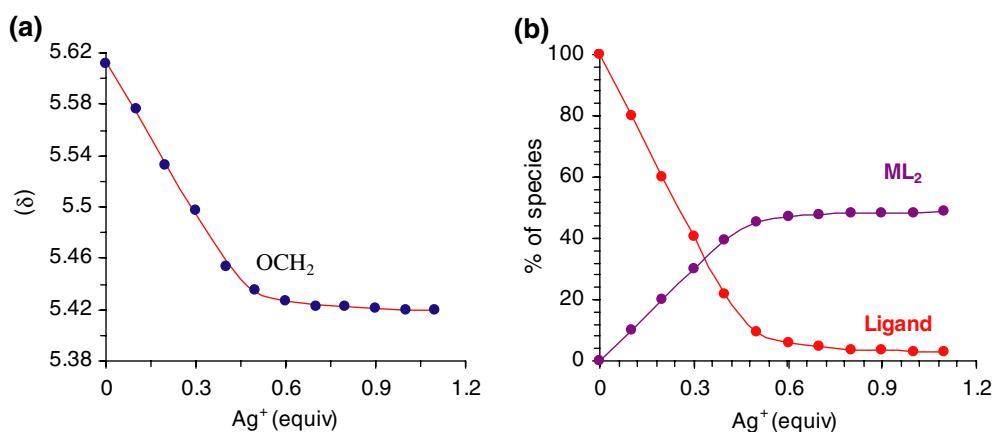 (a)
5.62
5.58
5.54
5.5
5.46
5.42
5.38
(δ)
OCH₂
0
0.3
0.6
0.9
1.2
Ag⁺ (equiv)
(b)
100
80
60
40
20
0
% of species
ML₂
Ligand
0
0.3
0.6
0.9
1.2
Ag⁺ (equiv)